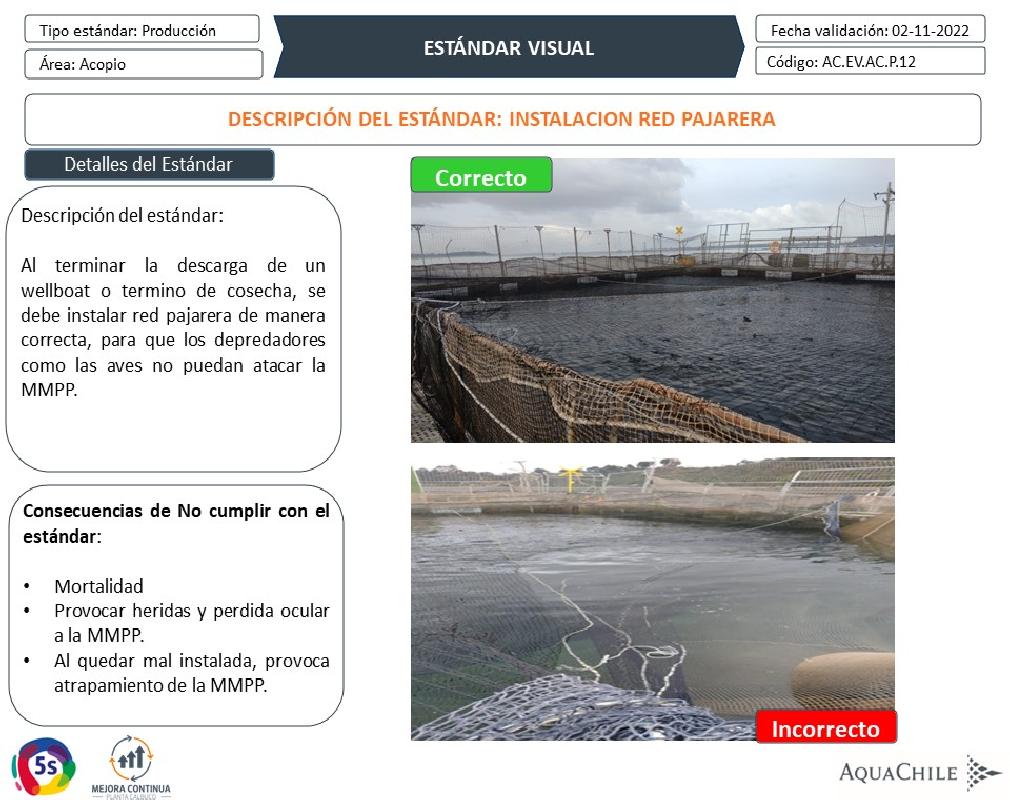 Tipo estándar: Producción
Área: Acopio
ESTÁNDAR VISUAL
Fecha validación: 02-11-2022
Código: AC.EV.AC.P.12
DESCRIPCIÓN DEL ESTÁNDAR: INSTALACION RED PAJARERA
Detalles del Estándar
Descripción del estándar:
Al terminar la descarga de un
wellboat o termino de cosecha, se
debe instalar red pajarera de manera
correcta, para que los depredadores
como las aves no puedan atacar la
MMPP.
Consecuencias de No cumplir con el
estándar:
• Mortalidad
• Provocar heridas y perdida ocular
a la MMPP.
• Al quedar mal instalada, provoca
atrapamiento de la MMPP.
Correcto
Incorrecto
5s
MEJORA CONTINUA
PLANTA CALBUCO
AQUACHILE